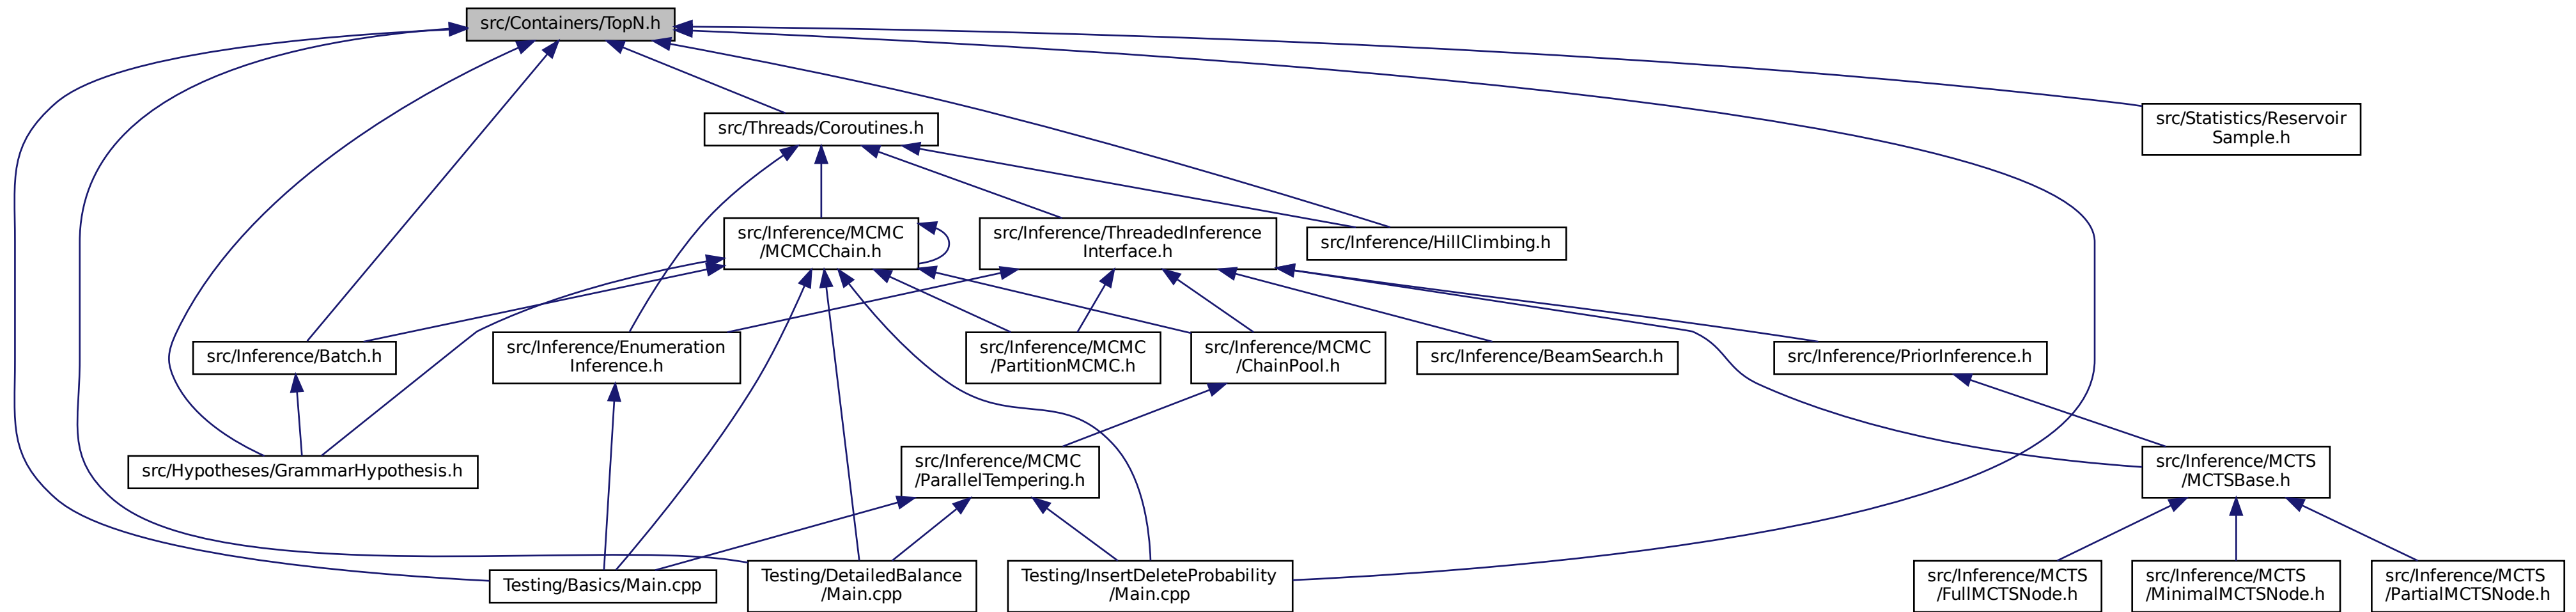 src/Containers/TopN.h
src/Statistics/Reservoir
Sample.h
src/Threads/Coroutines.h
src/Inference/MCMC
/MCMCChain.h
src/Inference/ThreadedInference
Interface.h
src/Inference/HillClimbing.h
src/Inference/Batch.h
src/Inference/Enumeration
Inference.h
src/Inference/MCMC
/PartitionMCMC.h
src/Inference/MCMC
/ChainPool.h
src/Inference/BeamSearch.h
src/Inference/PriorInference.h
src/Hypotheses/GrammarHypothesis.h
src/Inference/MCMC
/ParallelTempering.h
src/Inference/MCTS
/MCTSBase.h
Testing/Basics/Main.cpp
Testing/DetailedBalance
/Main.cpp
Testing/InsertDeleteProbability
/Main.cpp
src/Inference/MCTS
/FullMCTSNode.h
src/Inference/MCTS
/MinimalMCTSNode.h
src/Inference/MCTS
/PartialMCTSNode.h